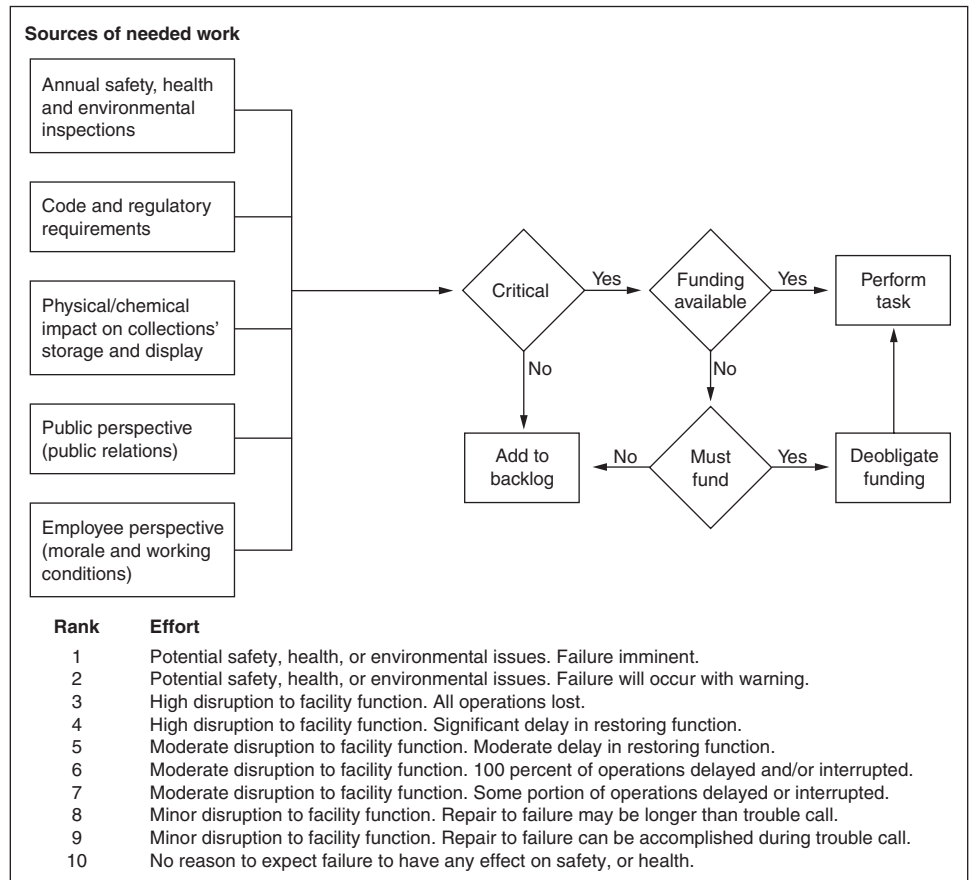 Sources of needed work
Annual safety, health
and environmental
inspections
Code and regulatory
requirements
Physical/chemical
impact on collections’
storage and display
Public perspective
(public relations)
Employee perspective
(morale and working
conditions)
Critical
Yes
No
Funding
available
Yes
No
Perform
task
Add to
backlog
No
Must
fund
Yes
Deobligate
funding
Rank Effort
1 Potential safety, health, or environmental issues. Failure imminent.
2 Potential safety, health, or environmental issues. Failure will occur with warning.
3 High disruption to facility function. All operations lost.
4 High disruption to facility function. Significant delay in restoring function.
5 Moderate disruption to facility function. Moderate delay in restoring function.
6 Moderate disruption to facility function. 100 percent of operations delayed and/or interrupted.
7 Moderate disruption to facility function. Some portion of operations delayed or interrupted.
8 Minor disruption to facility function. Repair to failure may be longer than trouble call.
9 Minor disruption to facility function. Repair to failure can be accomplished during trouble call.
10 No reason to expect failure to have any effect on safety, or health.